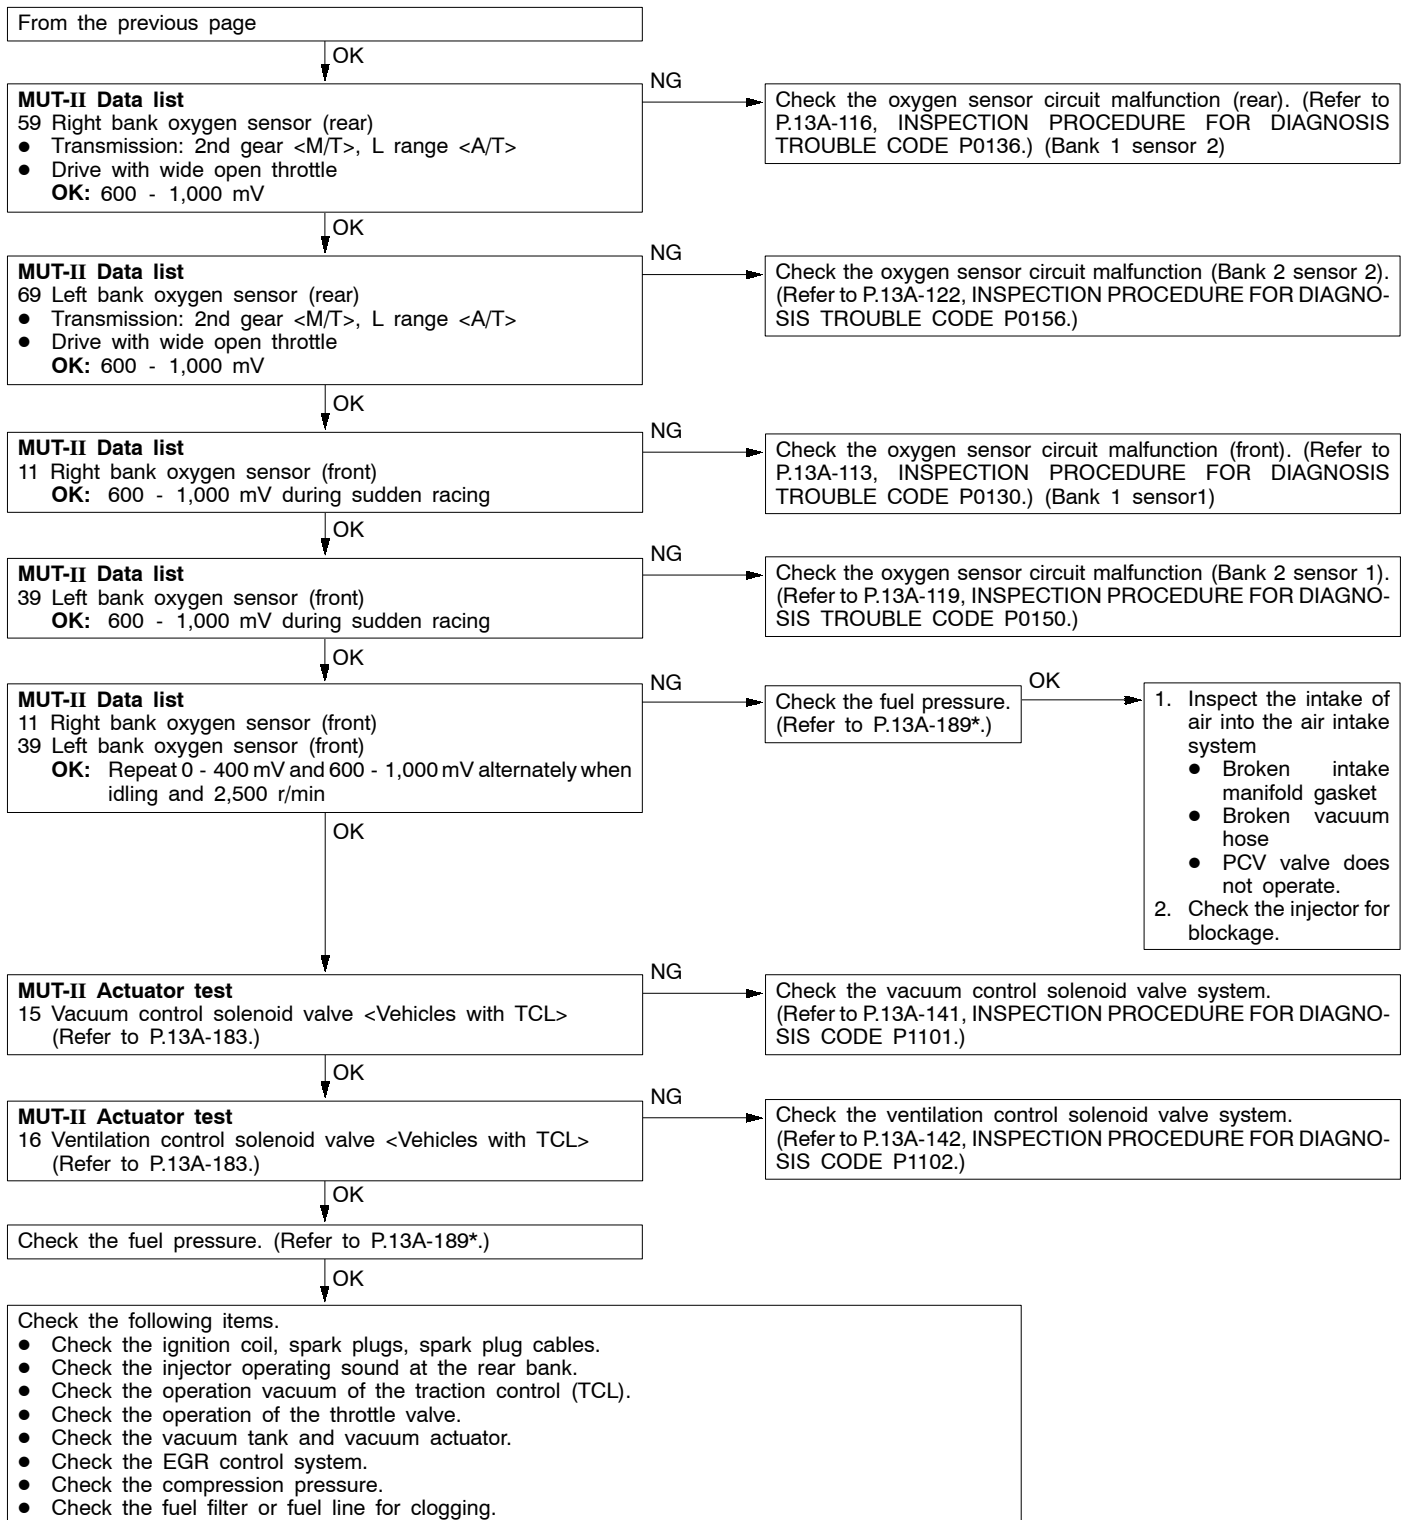 From the previous page
OK
MUT-II Data list
59 Right bank oxygen sensor (rear)
● Transmission: 2nd gear <M/T>, L range <A/T>
● Drive with wide open throttle
OK: 600 - 1,000 mV
NG
Check the oxygen sensor circuit malfunction (rear). (Refer to
P.13A-116, INSPECTION PROCEDURE FOR DIAGNOSIS
TROUBLE CODE P0136.) (Bank 1 sensor 2)
OK
MUT-II Data list
69 Left bank oxygen sensor (rear)
● Transmission: 2nd gear <M/T>, L range <A/T>
● Drive with wide open throttle
OK: 600 - 1,000 mV
NG
Check the oxygen sensor circuit malfunction (Bank 2 sensor 2).
(Refer to P.13A-122, INSPECTION PROCEDURE FOR DIAGNO-
SIS TROUBLE CODE P0156.)
OK
MUT-II Data list
11 Right bank oxygen sensor (front)
OK: 600 - 1,000 mV during sudden racing
NG
Check the oxygen sensor circuit malfunction (front). (Refer to
P.13A-113, INSPECTION PROCEDURE FOR DIAGNOSIS
TROUBLE CODE P0130.) (Bank 1 sensor1)
OK
MUT-II Data list
39 Left bank oxygen sensor (front)
OK: 600 - 1,000 mV during sudden racing
NG
Check the oxygen sensor circuit malfunction (Bank 2 sensor 1).
(Refer to P.13A-119, INSPECTION PROCEDURE FOR DIAGNO-
SIS TROUBLE CODE P0150.)
OK
MUT-II Data list
11 Right bank oxygen sensor (front)
39 Left bank oxygen sensor (front)
OK: Repeat 0 - 400 mV and 600 - 1,000 mV alternately when
idling and 2,500 r/min
NG
Check the fuel pressure.
(Refer to P.13A-189*.)
OK
1. Inspect the intake of
air into the air intake
system
● Broken intake
manifold gasket
● Broken vacuum
hose
● PCV valve does
not operate.
2. Check the injector for
blockage.
OK
MUT-II Actuator test
15 Vacuum control solenoid valve <Vehicles with TCL>
(Refer to P.13A-183.)
NG
Check the vacuum control solenoid valve system.
(Refer to P.13A-141, INSPECTION PROCEDURE FOR DIAGNO-
SIS CODE P1101.)
OK
MUT-II Actuator test
16 Ventilation control solenoid valve <Vehicles with TCL>
(Refer to P.13A-183.)
NG
Check the ventilation control solenoid valve system.
(Refer to P.13A-142, INSPECTION PROCEDURE FOR DIAGNO-
SIS CODE P1102.)
OK
Check the fuel pressure. (Refer to P.13A-189*.)
OK
Check the following items.
● Check the ignition coil, spark plugs, spark plug cables.
● Check the injector operating sound at the rear bank.
● Check the operation vacuum of the traction control (TCL).
● Check the operation of the throttle valve.
● Check the vacuum tank and vacuum actuator.
● Check the EGR control system.
● Check the compression pressure.
● Check the fuel filter or fuel line for clogging.